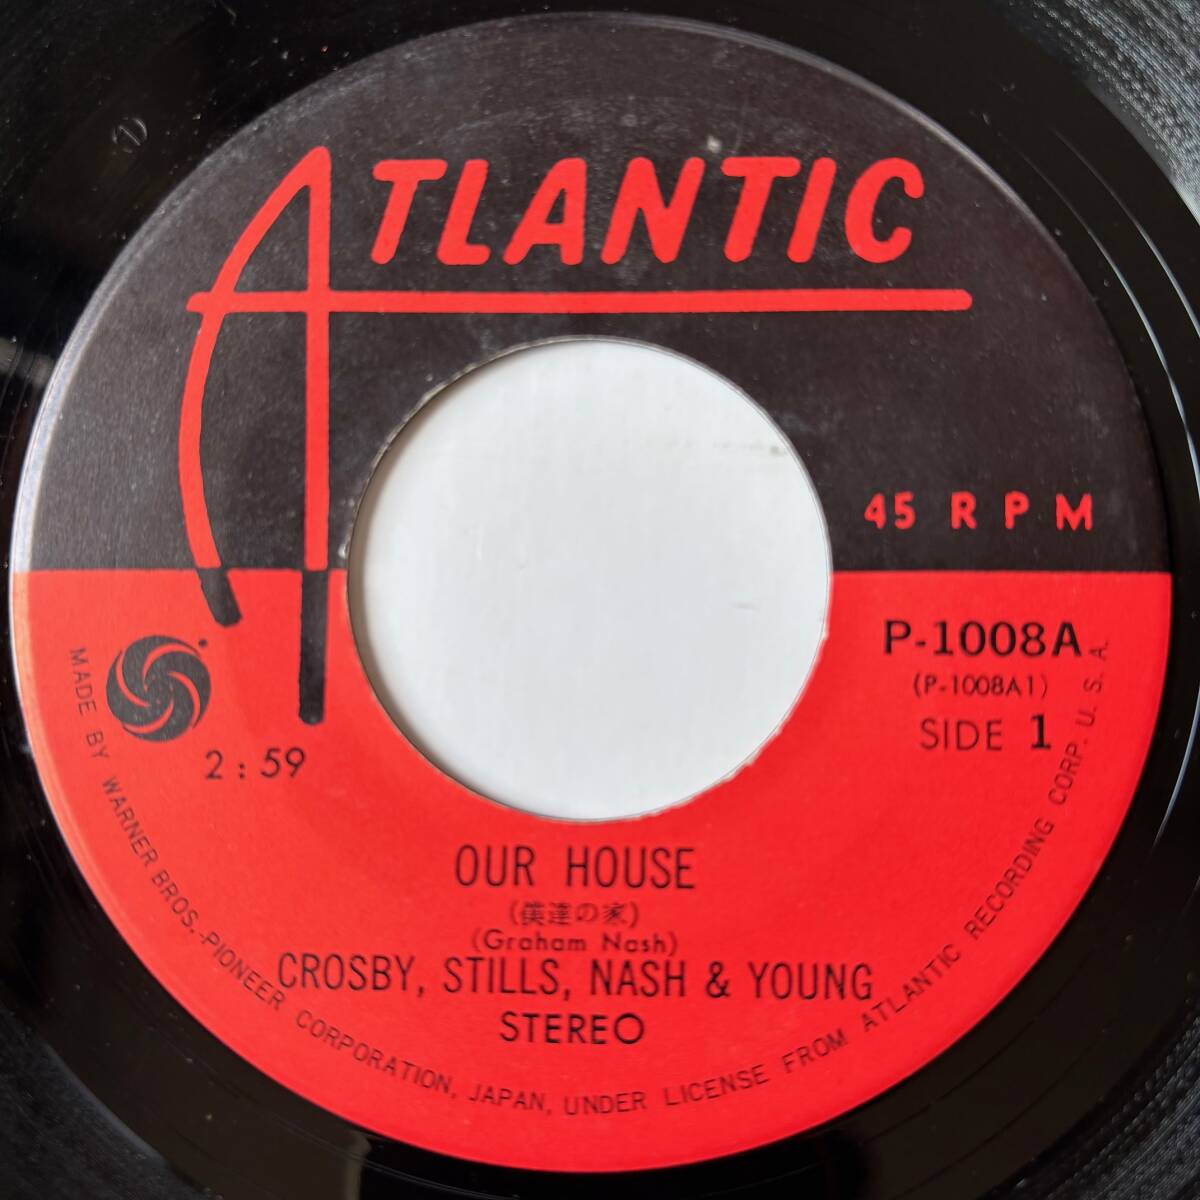 ATLANTIC
45 RPM
P-1008A
(P-1008A1)
SIDE 1
2:59
OUR HOUSE
(僕達の家)
(Graham Nash)
CROSBY, STILLS, NASH & YOUNG
STEREO
MADE BY WARNER BROS.-PIONEER CORPORATION, JAPAN, UNDER LICENSE FROM ATLANTIC RECORDING CORP. U.S.A.